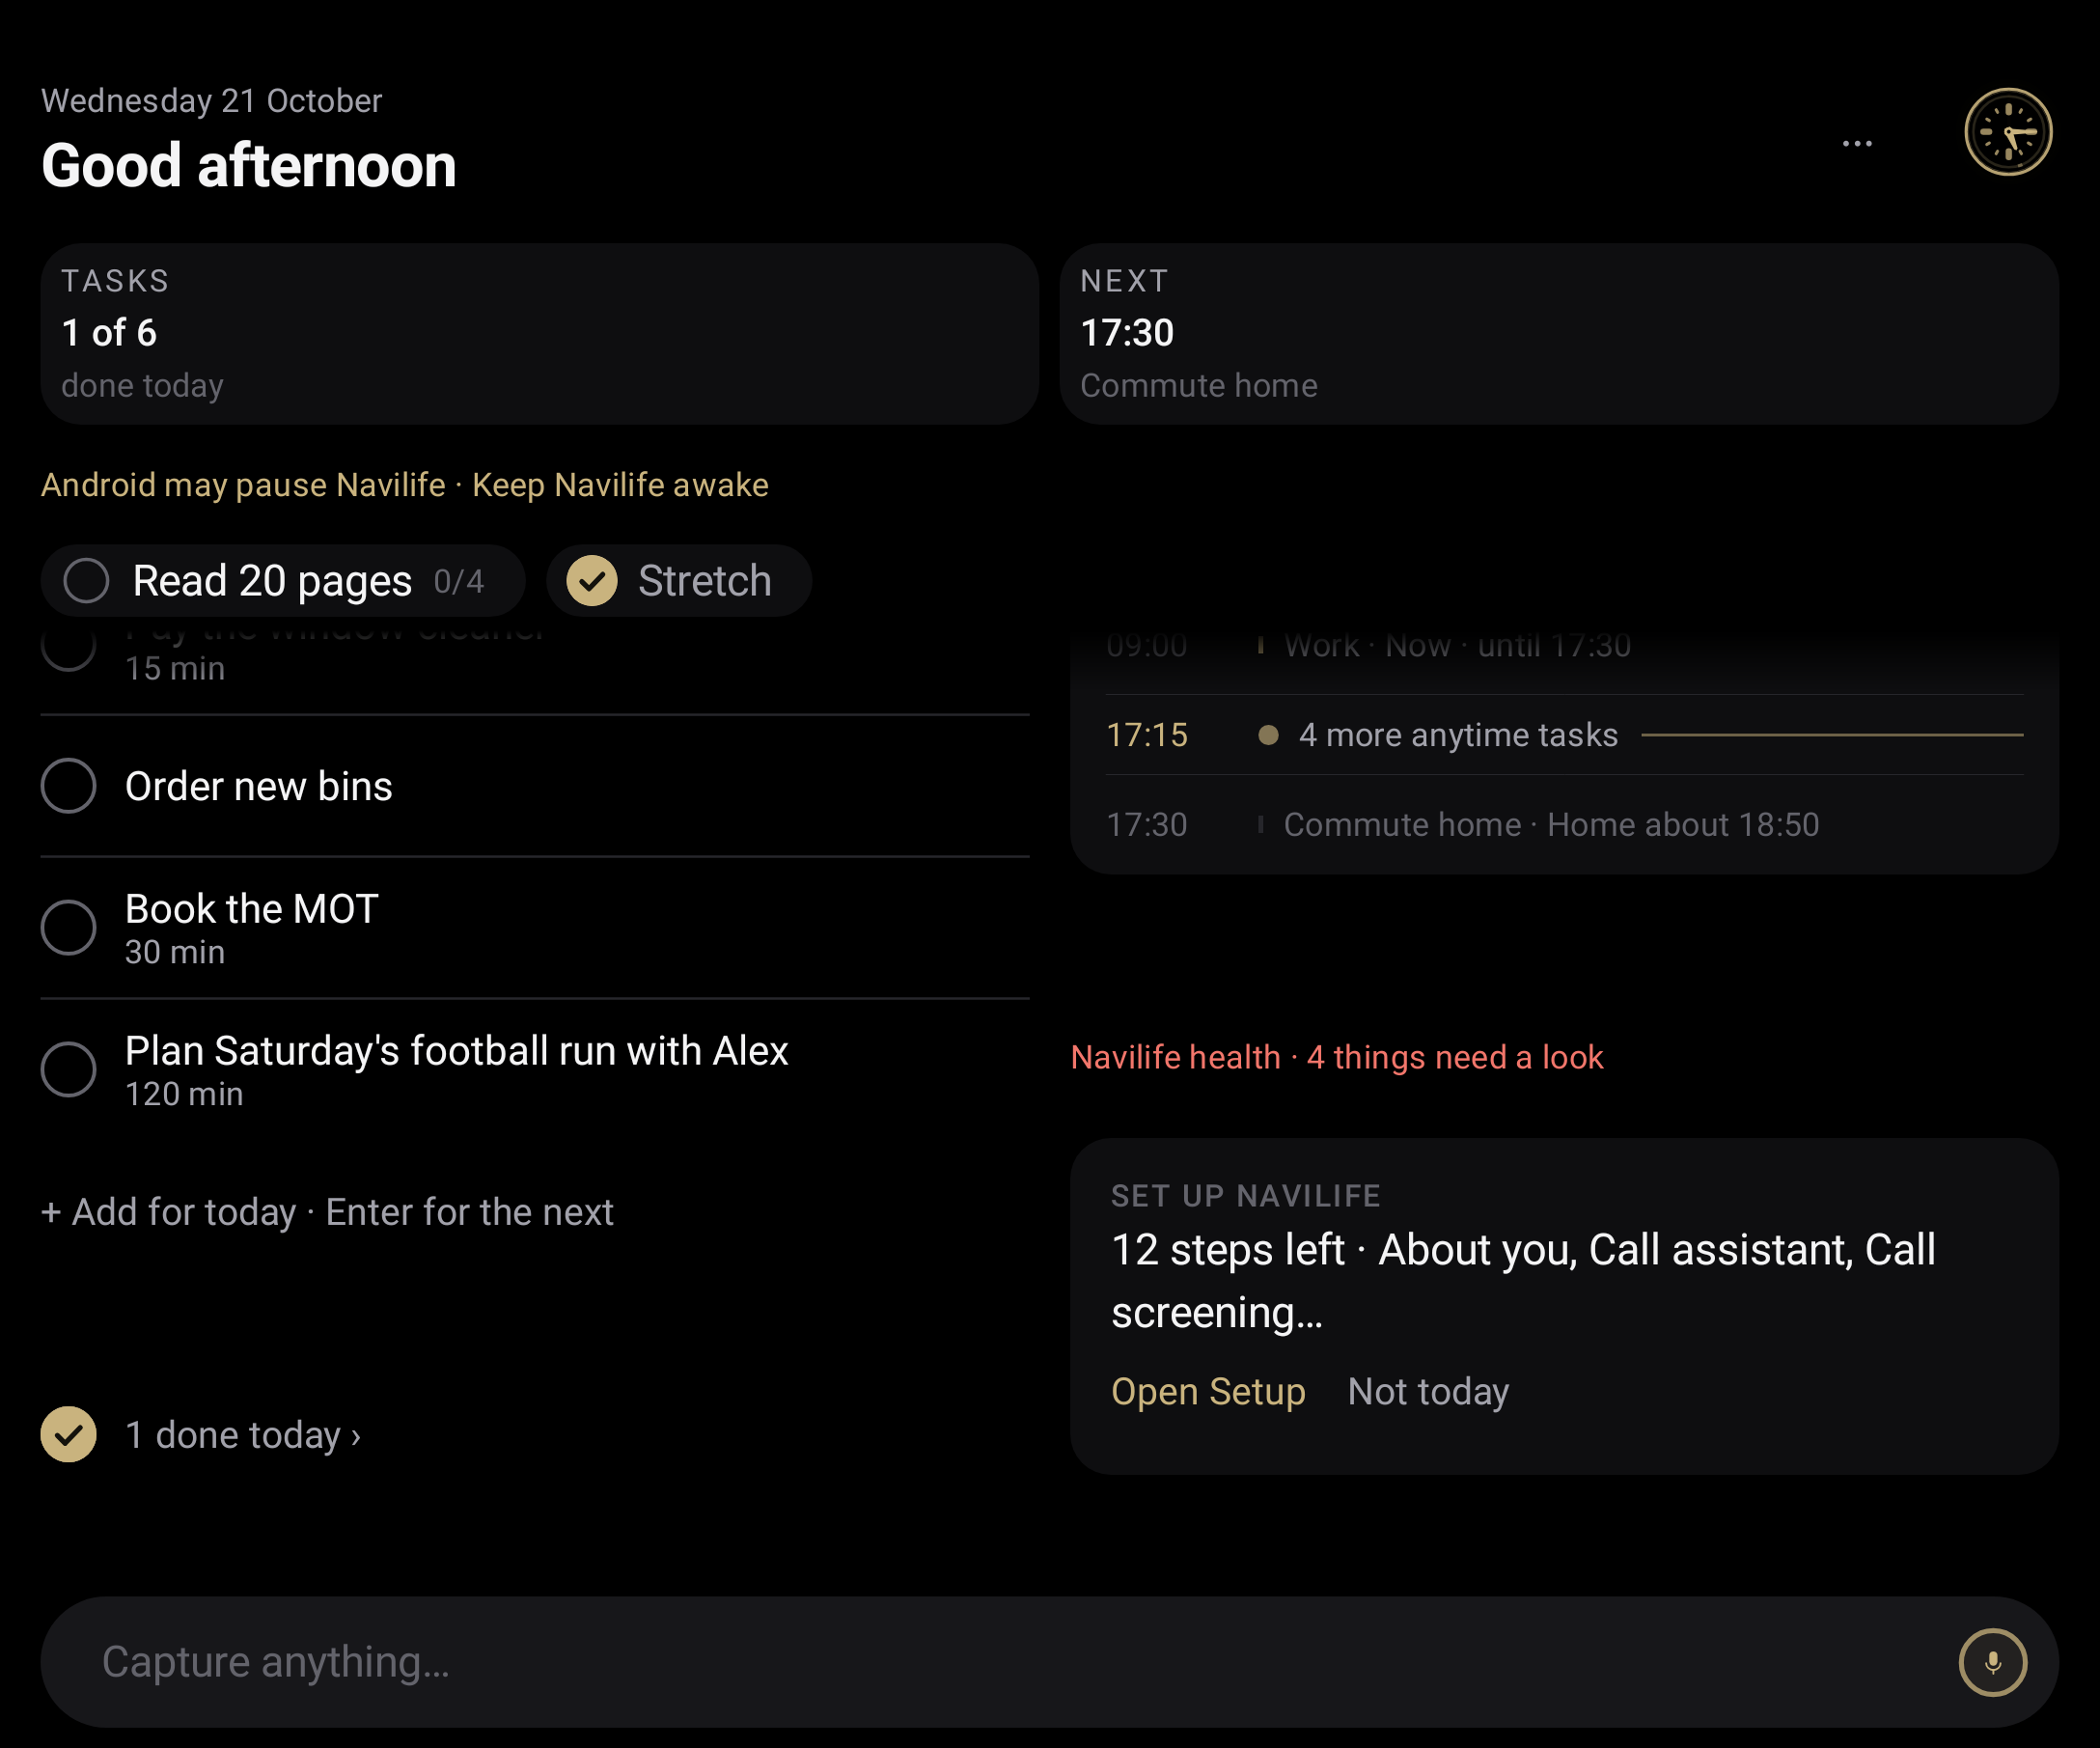 Wednesday 21 October
Good afternoon
...
TASKS
1 of 6
done today
NEXT
17:30
Commute home
Android may pause Navilife · Keep Navilife awake
Read 20 pages 0/4
Stretch
Pay the window cleaner
15 min
Order new bins
Book the MOT
30 min
Plan Saturday's football run with Alex
120 min
+ Add for today · Enter for the next
1 done today ›
09:00 Work · Now · until 17:30
17:15 4 more anytime tasks
17:30 Commute home · Home about 18:50
Navilife health · 4 things need a look
SET UP NAVILIFE
12 steps left · About you, Call assistant, Call
screening…
Open Setup Not today
Capture anything…